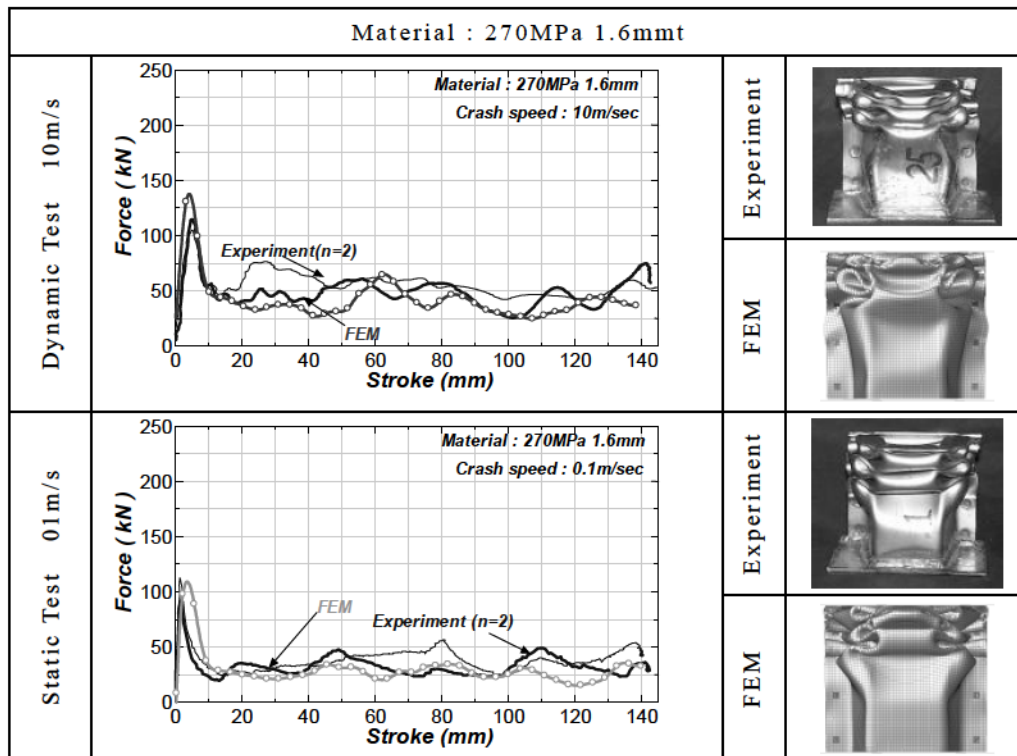 Material : 270MPa 1.6mmt
Dynamic Test 10m/s
Force ( kN )
250
200
150
100
50
0
Material : 270MPa 1.6mm
Crash speed : 10m/sec
Experiment(n=2)
FEM
0 20 40 60 80 100 120 140
Stroke (mm)
Experiment
25
FEM
Static Test 01m/s
Force ( kN )
250
200
150
100
50
0
Material : 270MPa 1.6mm
Crash speed : 0.1m/sec
FEM
Experiment (n=2)
0 20 40 60 80 100 120 140
Stroke (mm)
Experiment
1
FEM